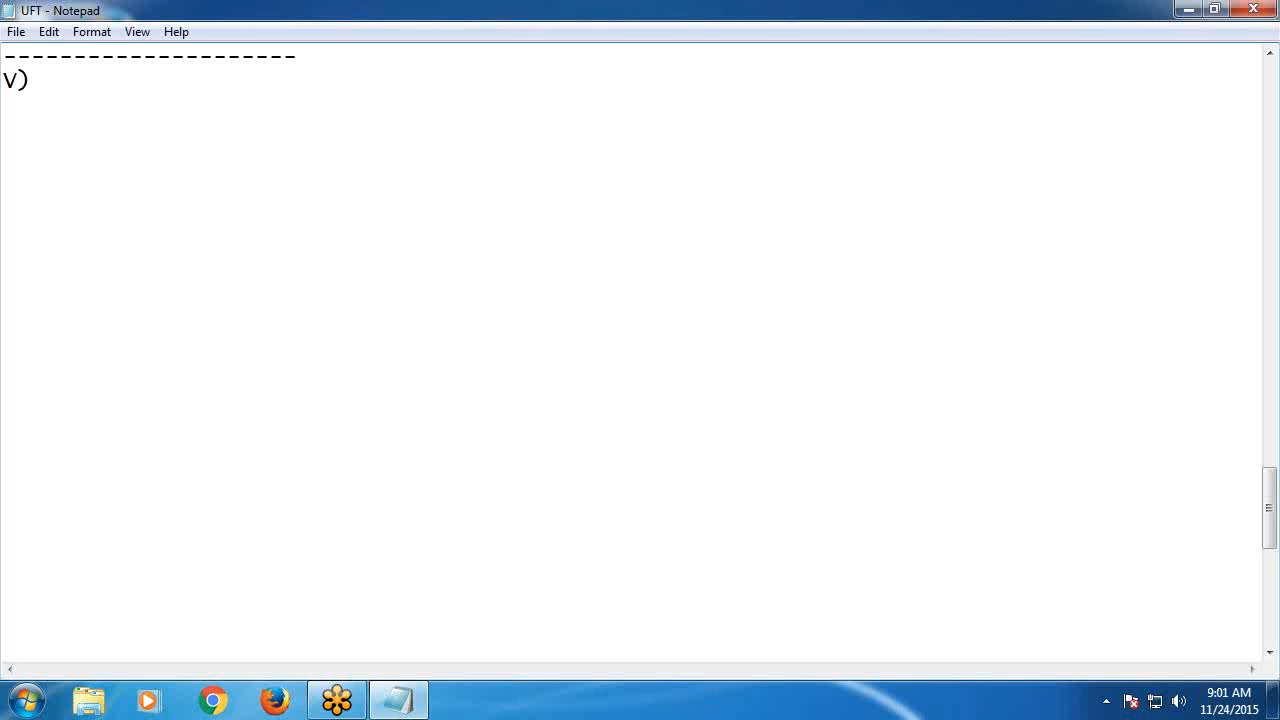 UFT - Notepad
File Edit Format View Help
---------------------
V)
9:01 AM
11/24/2015